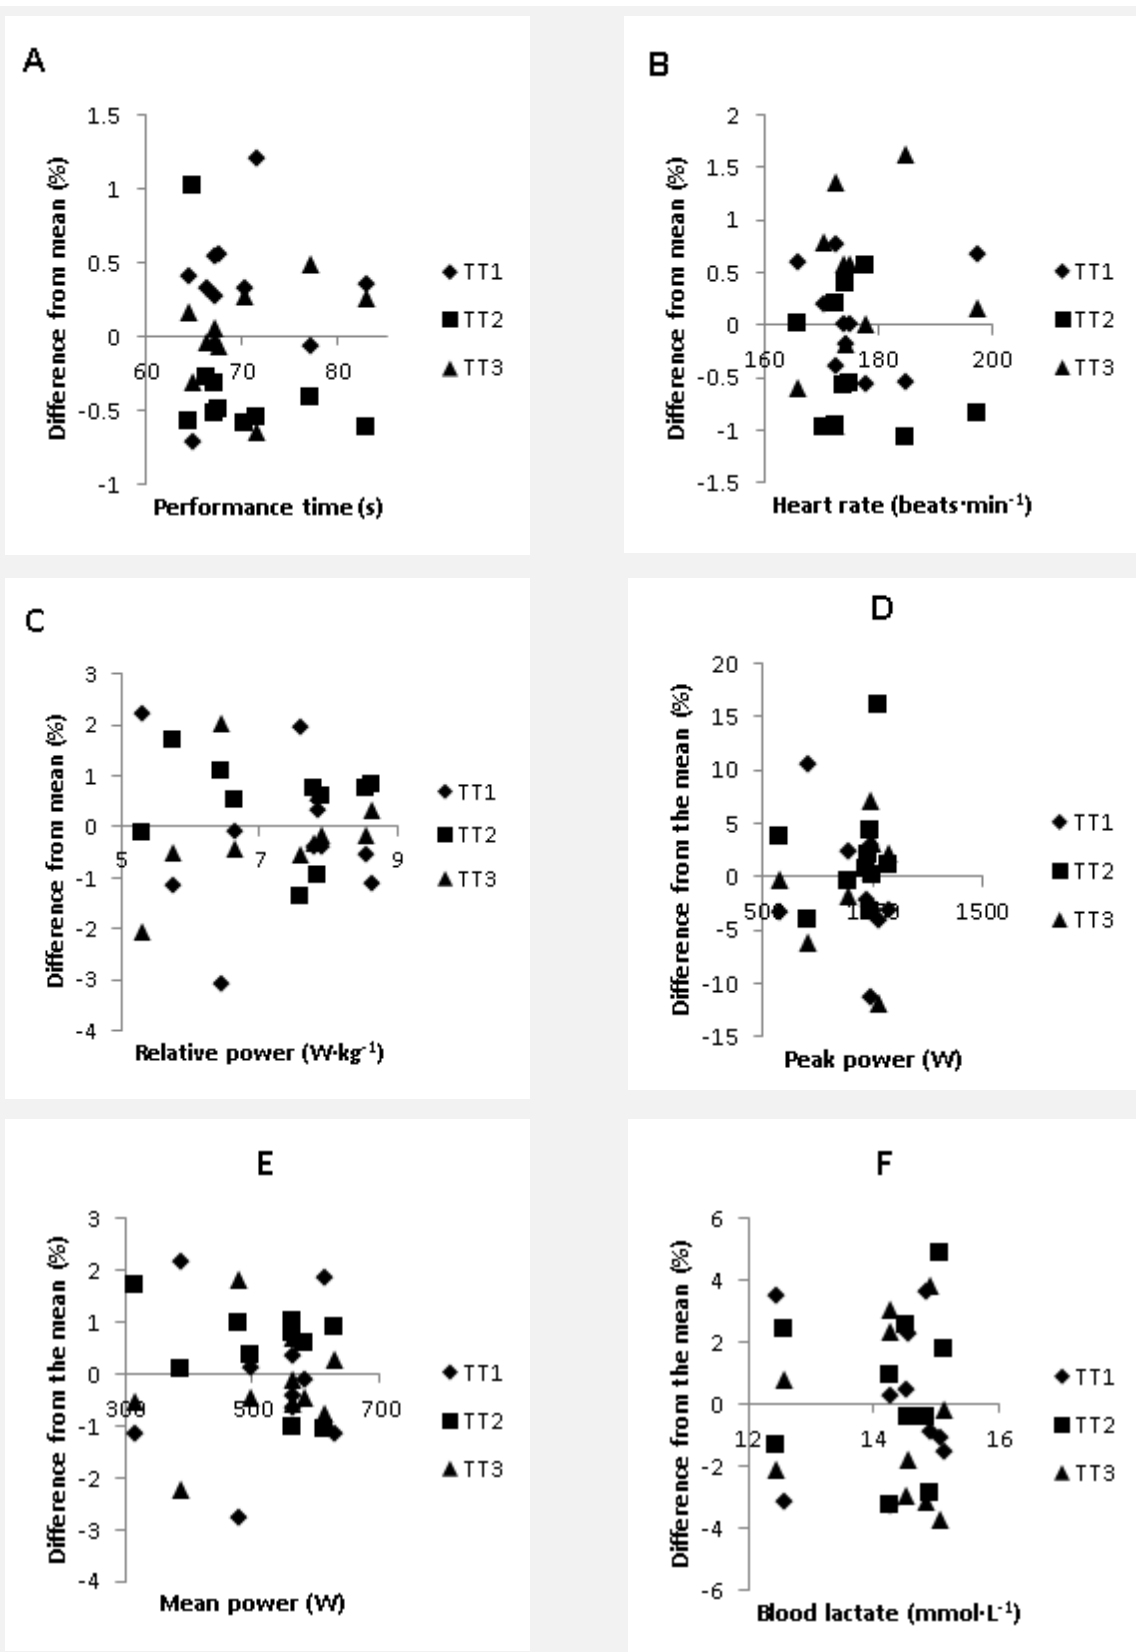 A
Difference from mean (%)
1.5
1
0.5
0
-0.5
-1
60
70
80
Performance time (s)
TT1
TT2
TT3
B
Difference from mean (%)
2
1.5
1
0.5
0
-0.5
-1
-1.5
160
180
200
Heart rate (beats·min⁻¹)
TT1
TT2
TT3
C
Difference from mean (%)
3
2
1
0
-1
-2
-3
-4
5
7
9
Relative power (W·kg⁻¹)
TT1
TT2
TT3
D
Difference from the mean (%)
20
15
10
5
0
-5
-10
-15
500
1500
Peak power (W)
TT1
TT2
TT3
E
Difference from the mean (%)
3
2
1
0
-1
-2
-3
-4
300
500
700
Mean power (W)
TT1
TT2
TT3
F
Difference from the mean (%)
6
4
2
0
-2
-4
-6
12
14
16
Blood lactate (mmol·L⁻¹)
TT1
TT2
TT3